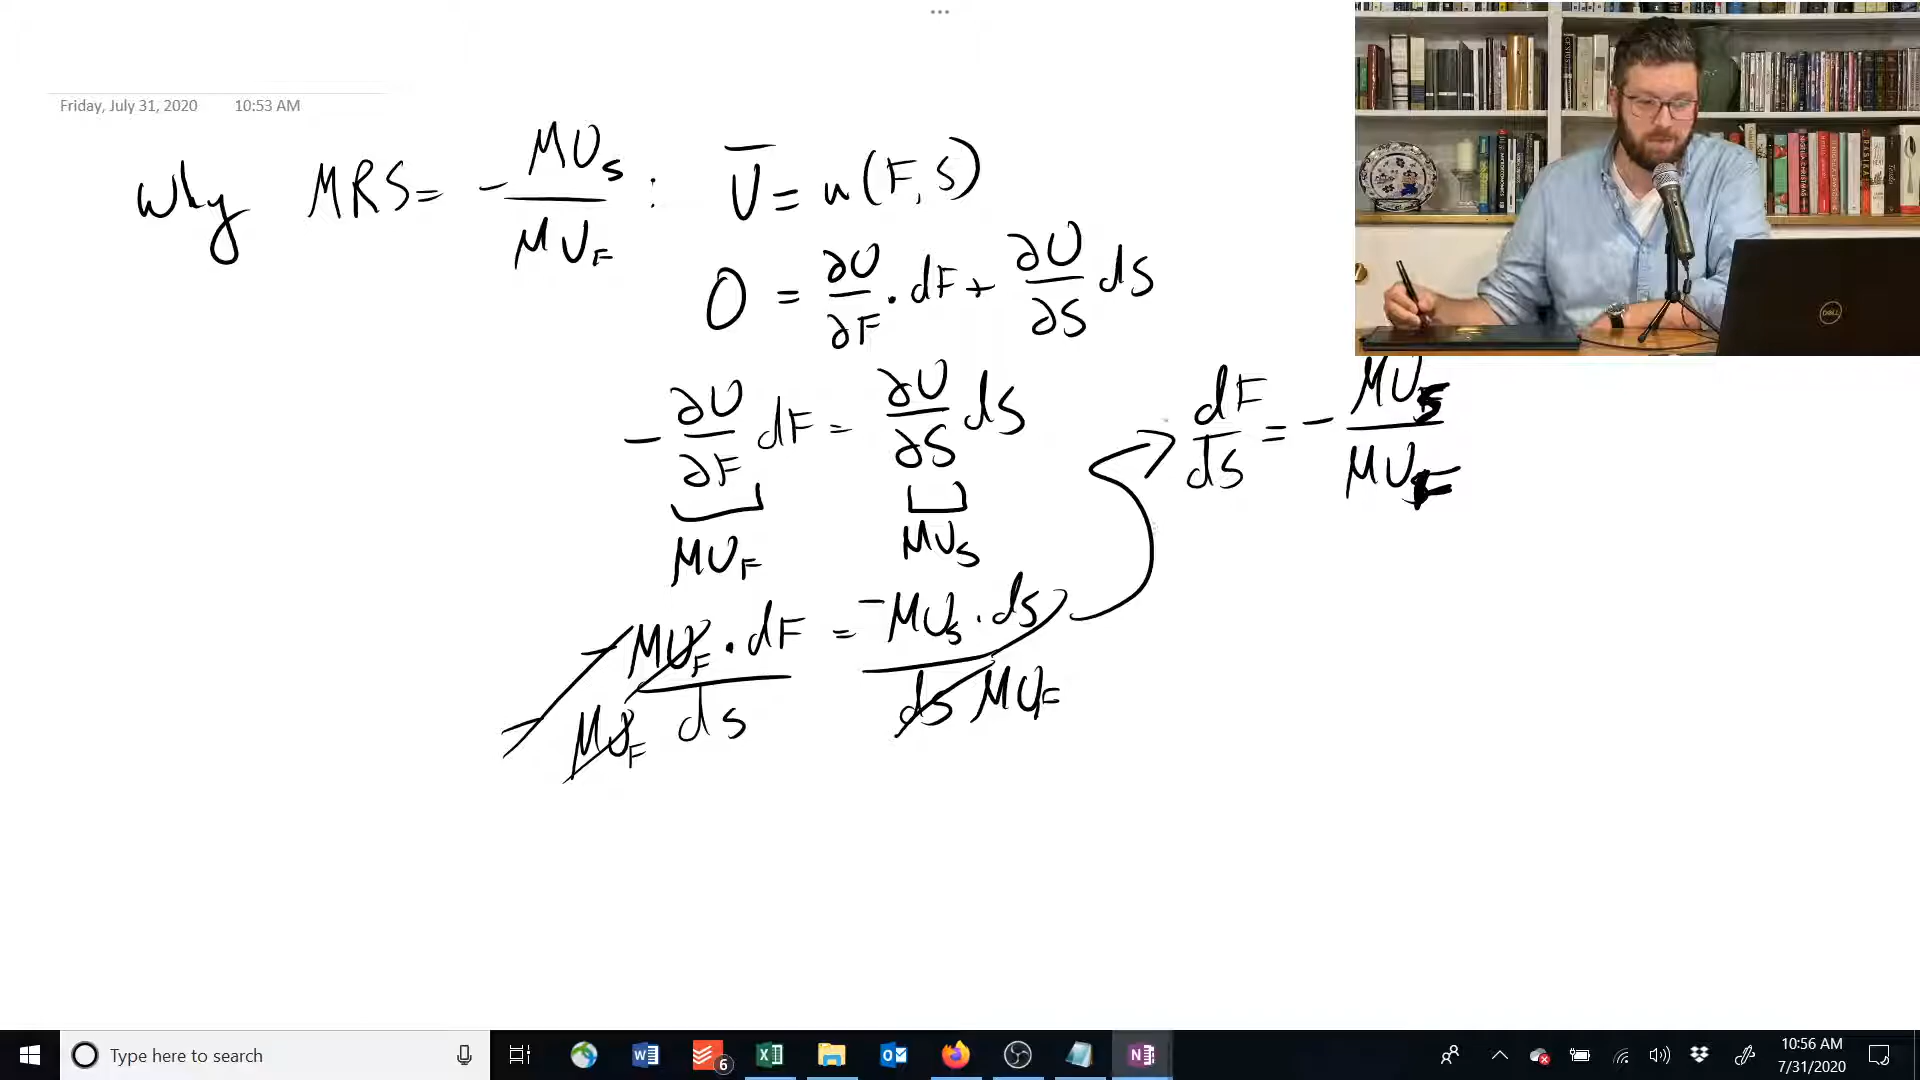 Friday, July 31, 2020 10:53 AM
Why MRS = - MU_S / MU_F : U̅ = u(F, S)
0 = ∂U/∂F · dF + ∂U/∂S dS
- ∂U/∂F dF = ∂U/∂S dS
MU_F MU_S
dF/dS = - MU_S / MU_F
MU_F · dF = -MU_S · dS
MU_F dS dS MU_F
DELL
Type here to search
6
10:56 AM
7/31/2020